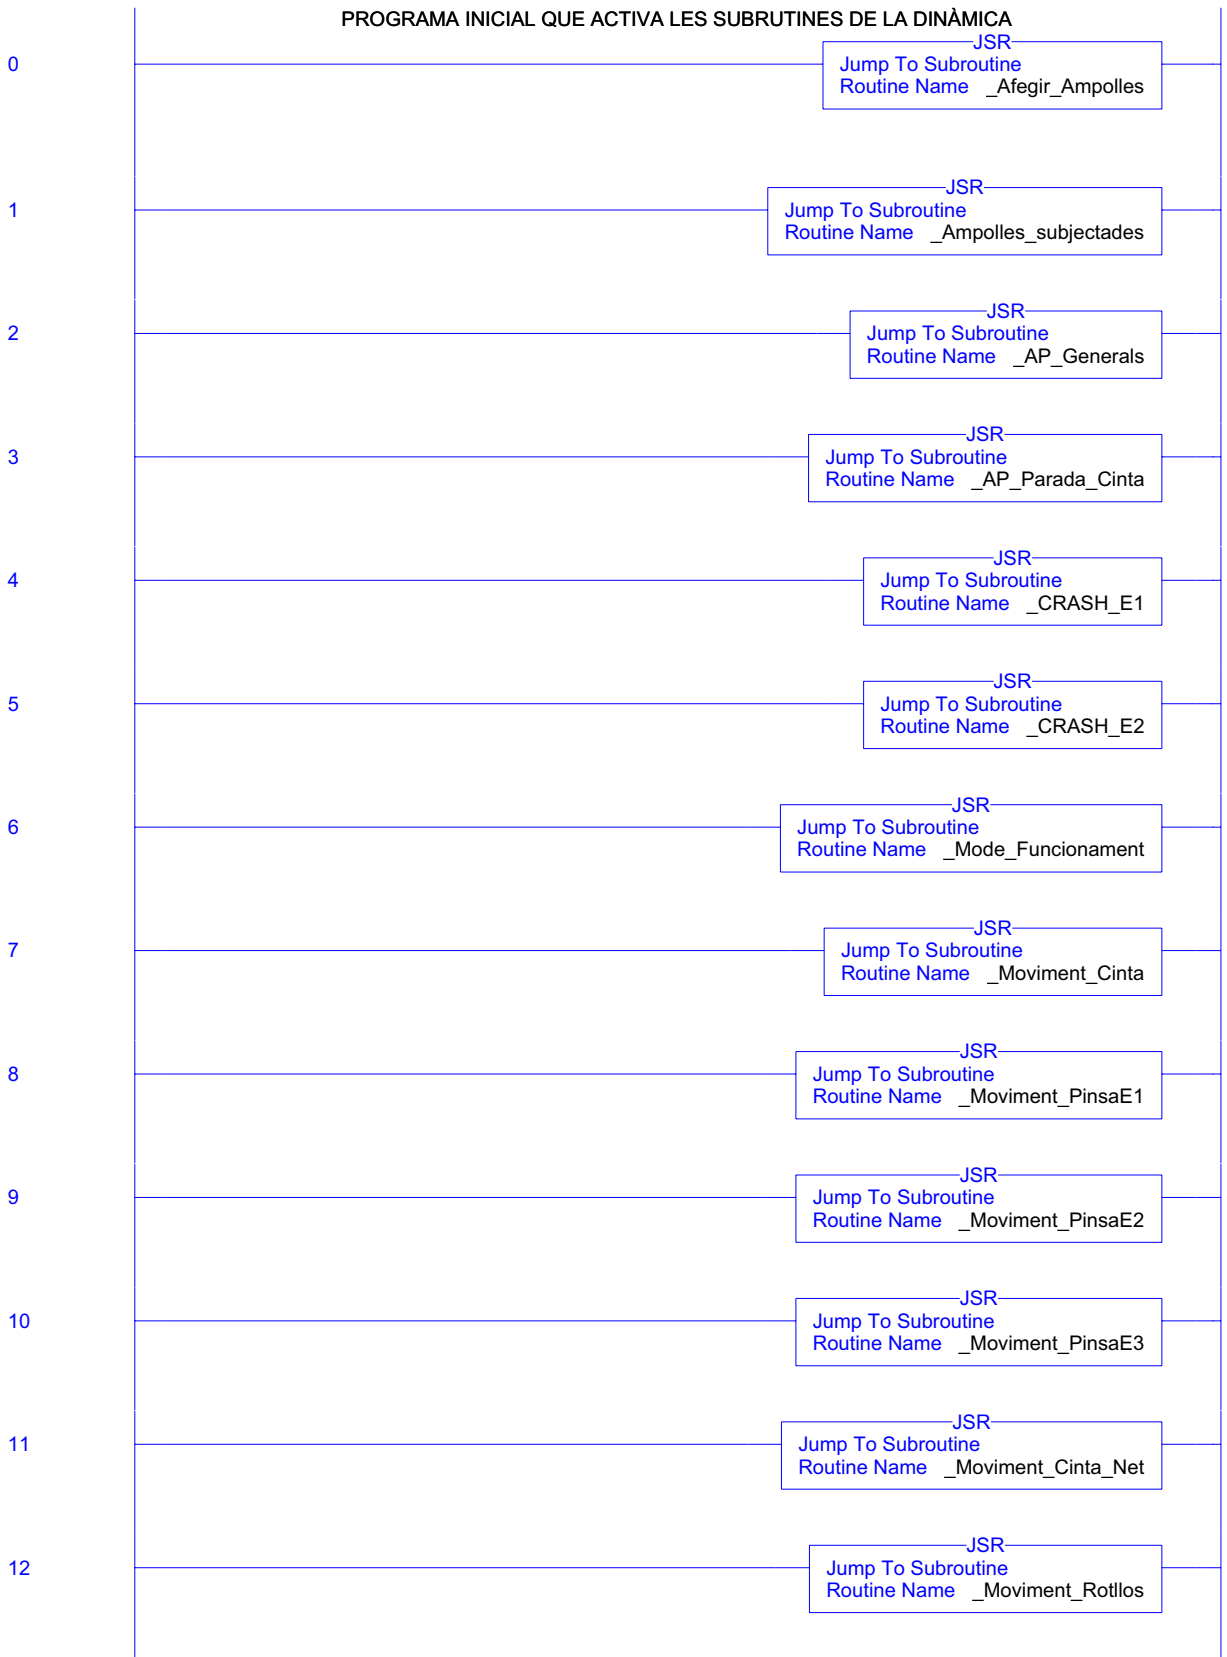 PROGRAMA INICIAL QUE ACTIVA LES SUBRUTINES DE LA DINÀMICA
JSR
0
Jump To Subroutine
Routine Name _Afegir_Ampolles
JSR
1
Jump To Subroutine
Routine Name _Ampolles_subjectades
JSR
2
Jump To Subroutine
Routine Name _AP_Generals
JSR
3
Jump To Subroutine
Routine Name _AP_Parada_Cinta
JSR
4
Jump To Subroutine
Routine Name _CRASH_E1
JSR
5
Jump To Subroutine
Routine Name _CRASH_E2
JSR
6
Jump To Subroutine
Routine Name _Mode_Funcionament
JSR
7
Jump To Subroutine
Routine Name _Moviment_Cinta
JSR
8
Jump To Subroutine
Routine Name _Moviment_PinsaE1
JSR
9
Jump To Subroutine
Routine Name _Moviment_PinsaE2
JSR
10
Jump To Subroutine
Routine Name _Moviment_PinsaE3
JSR
11
Jump To Subroutine
Routine Name _Moviment_Cinta_Net
JSR
12
Jump To Subroutine
Routine Name _Moviment_Rotllos